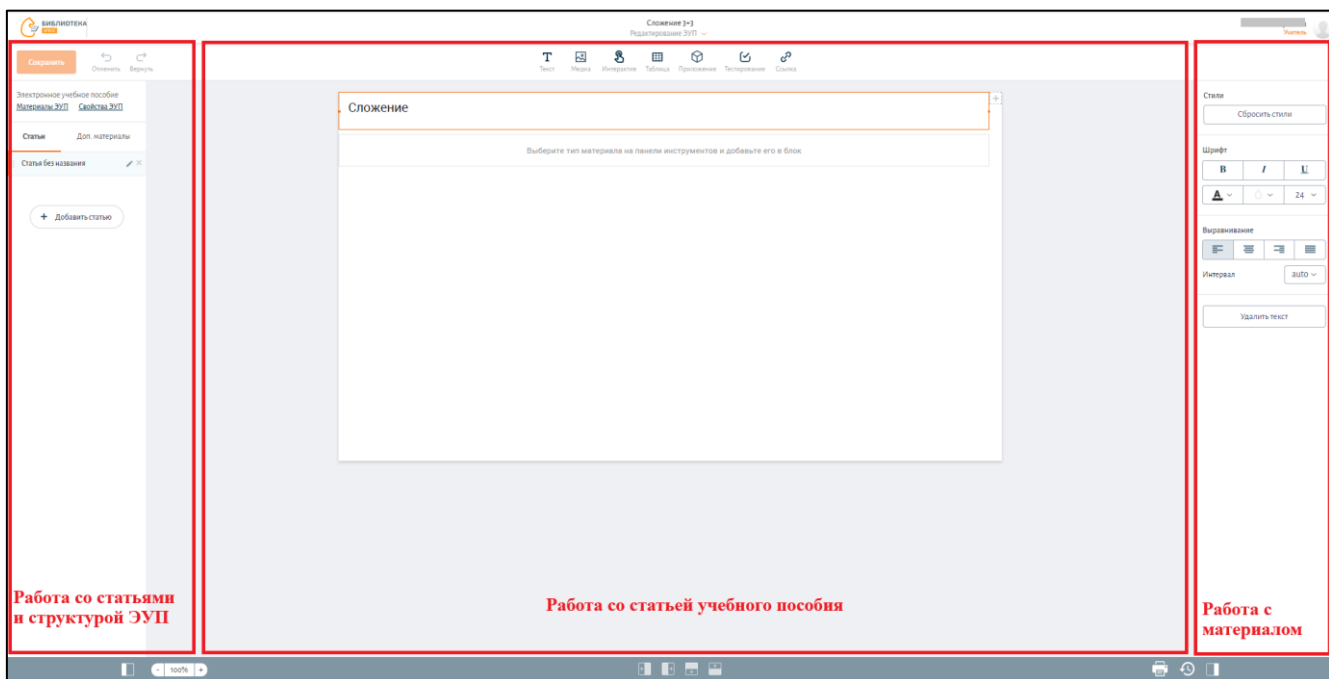 БИБЛИОТЕКА
Сложение 3+3
Редактирование ЭУП
Учитель
Сохранить
Отменить
Вернуть
Текст
Медиа
Интерактив
Таблица
Приложение
Тестирование
Ссылка
Электронное учебное пособие
Материалы ЭУП Свойства ЭУП
Статьи Доп. материалы
Статья без названия
+ Добавить статью
Сложение
Выберите тип материала на панели инструментов и добавьте его в блок
Стили
Сбросить стили
Шрифт
B I U
A 24
Выравнивание
Интервал auto
Удалить текст
Работа со статьями
и структурой ЭУП
Работа со статьей учебного пособия
Работа с
материалом
- 100% +